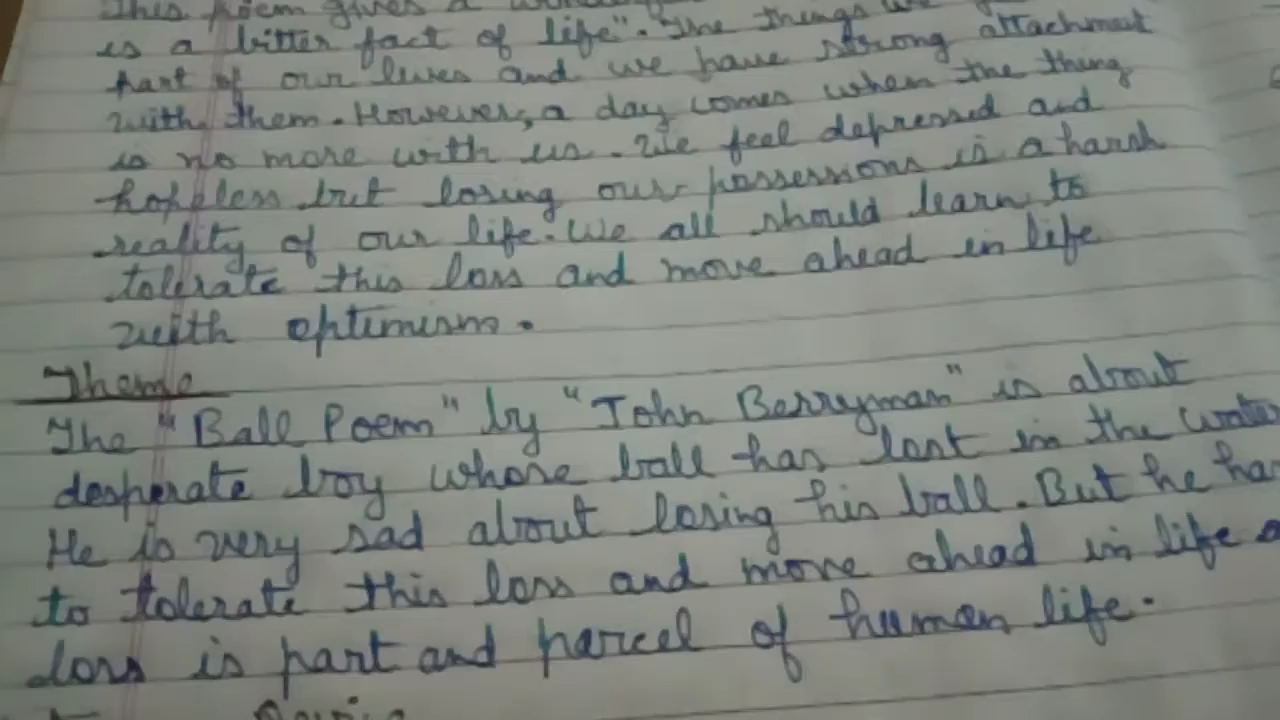 This poem gives a
is a bitter fact of life". The things we
part of our lives and we have strong attachment
with them. However, a day comes when the thing
is no more with us. We feel depressed and
hopeless but losing our possessions is a harsh
reality of our life. We all should learn to
tolerate this loss and move ahead in life
with optimism.
Theme
The "Ball Poem" by "John Berryman" is about
desperate boy whose ball has lost in the water
He is very sad about losing his ball. But he ha
to tolerate this loss and move ahead in life a
loss is part and parcel of human life.